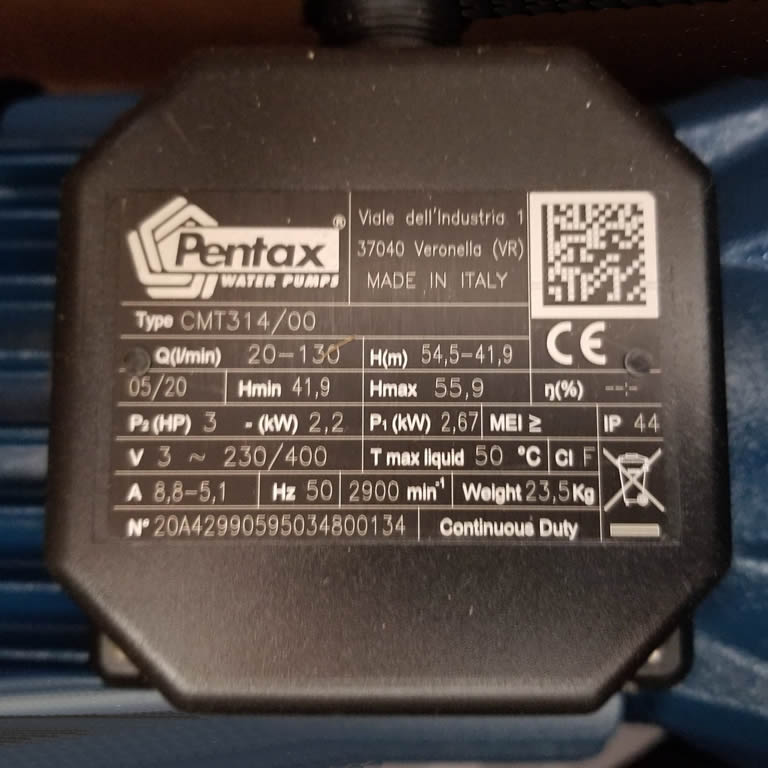 Pentax®
WATER PUMPS
Viale dell'Industria 1
37040 Veronella (VR)
MADE IN ITALY
Type CMT314/00
CE
Q(l/min) 20-130 H(m) 54,5-41,9
05/20 Hmin 41,9 Hmax 55,9 η(%) --,-
P₂(HP) 3 - (kW) 2,2 P₁(kW) 2,67 MEI ≥ IP 44
V 3 ~ 230/400 T max liquid 50 °C Cl F
A 8,8-5,1 Hz 50 2900 min⁻¹ Weight 23,5Kg
N° 20A42990595034800134 Continuous Duty